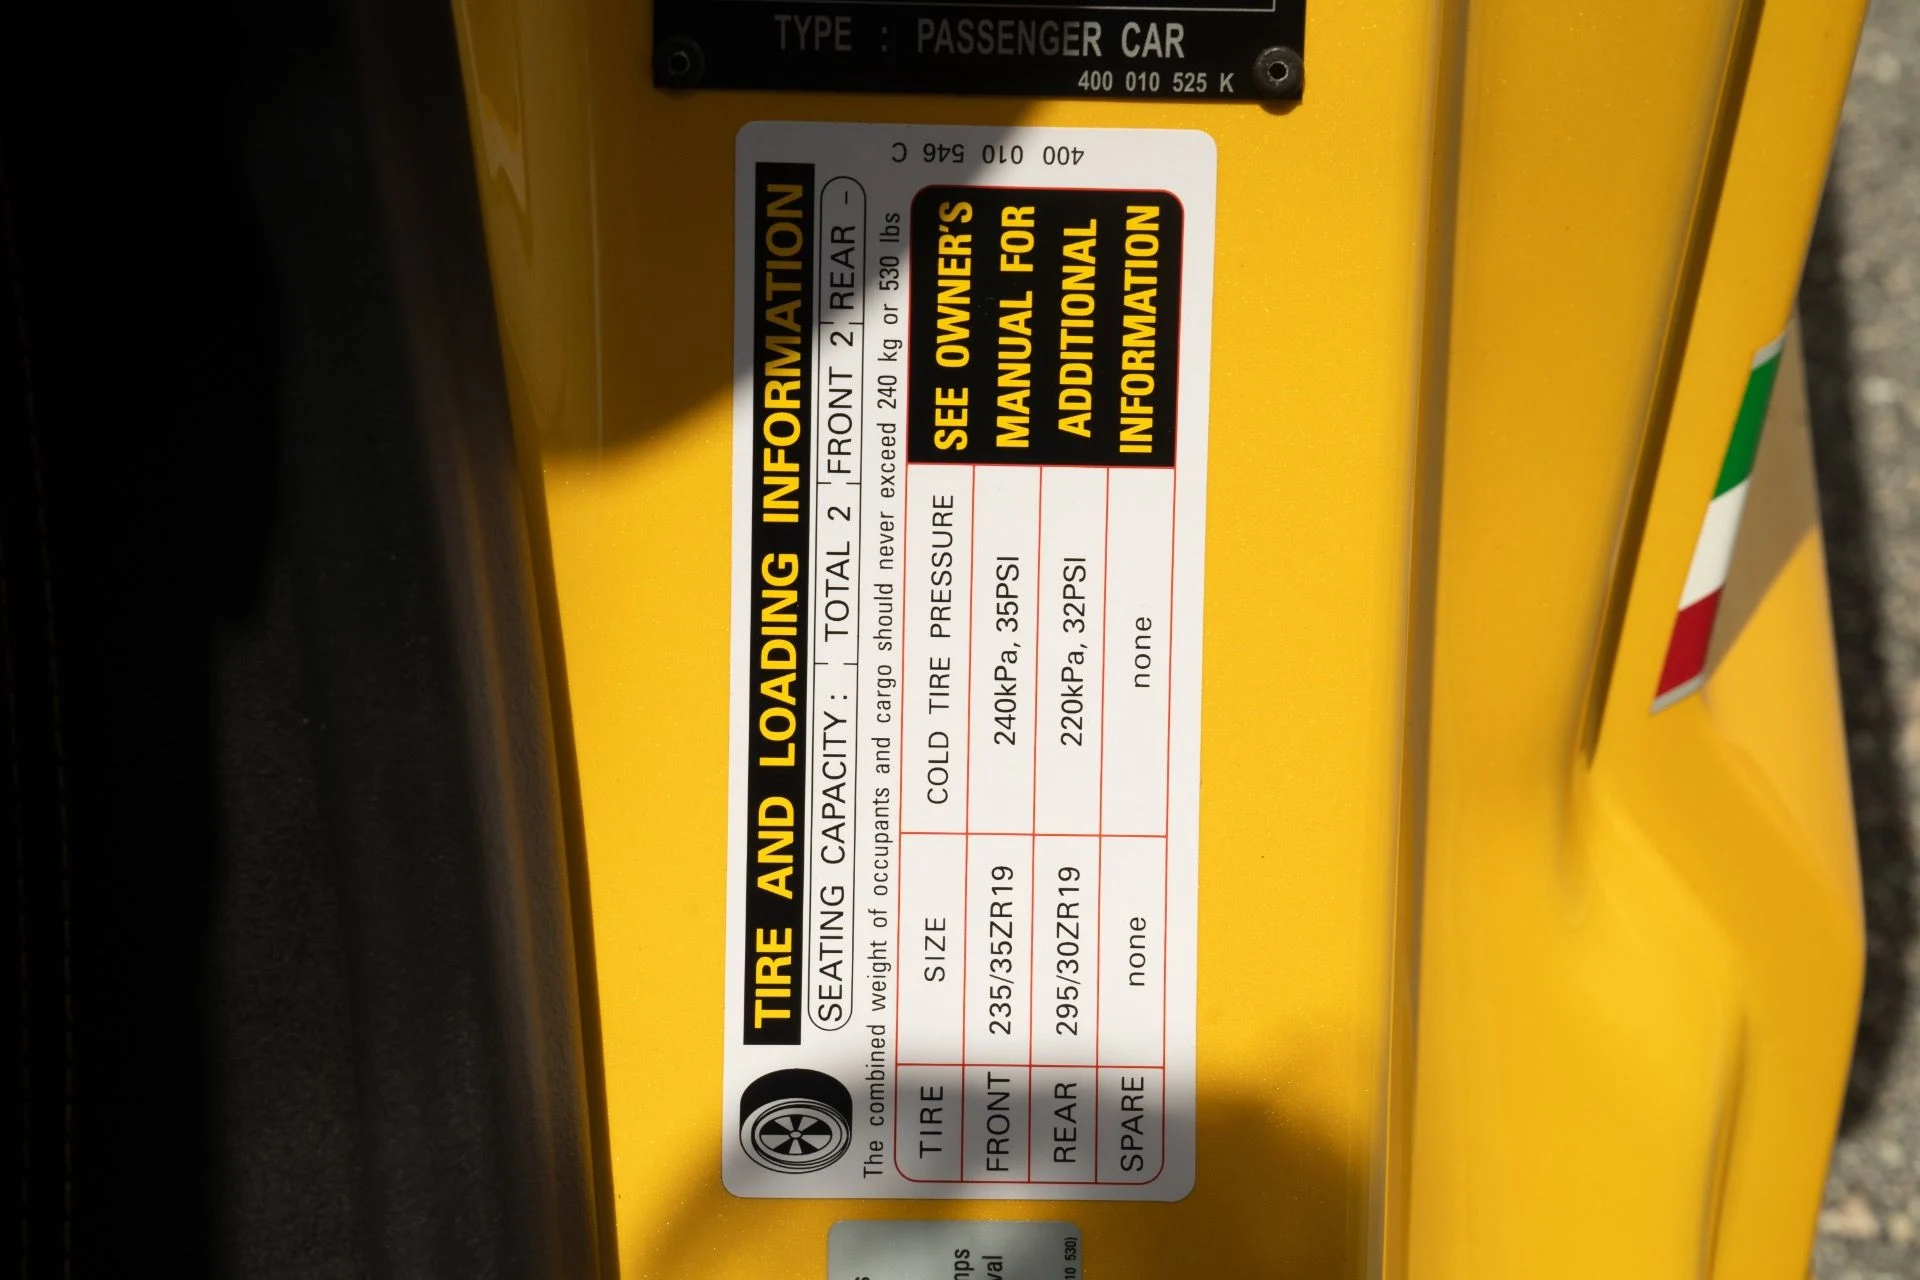 TYPE : PASSENGER CAR
400 010 525 K
400 010 546 C
TIRE AND LOADING INFORMATION
SEATING CAPACITY : TOTAL 2 FRONT 2 REAR –
The combined weight of occupants and cargo should never exceed 240 kg or 530 lbs
TIRE SIZE COLD TIRE PRESSURE
FRONT 235/35ZR19 240kPa, 35PSI
REAR 295/30ZR19 220kPa, 32PSI
SPARE none none
SEE OWNER'S
MANUAL FOR
ADDITIONAL
INFORMATION